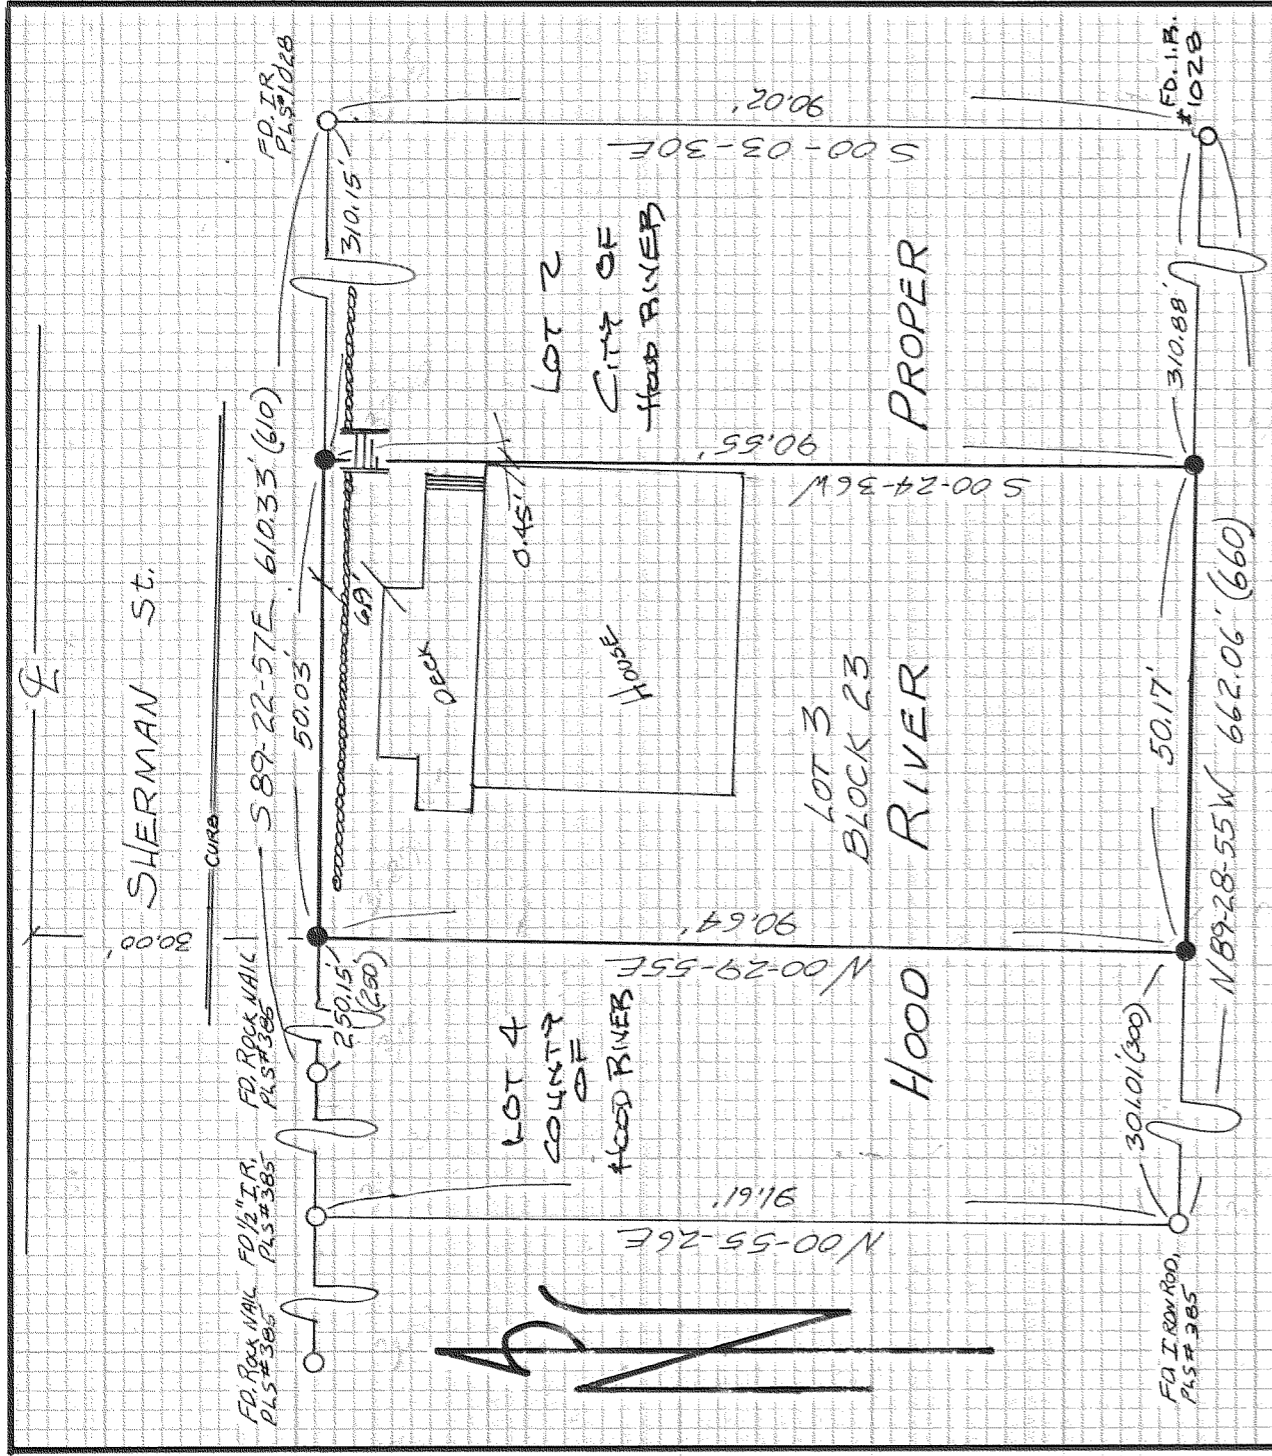 ℄
SHERMAN St.
30.00'
CURB
FD. ROCK NAIL
PLS#385
FD 1/2" I.R.
PLS#385
FD. ROCK NAIL
PLS#385
S 89-22-57E 610.33' (610)
FD. IR
PLS#1028
250.15'
(250)
50.03'
310.15'
DECK
HOUSE
0.45'
LOT 4
COUNTY
OF
HOOD RIVER
LOT 3
BLOCK 23
LOT 2
CITY OF
HOOD RIVER
N 00-55-26E
91.61'
N 00-29-55E
90.64'
S 00-24-36W
90.55'
S 00-03-30E
90.02'
HOOD RIVER PROPER
N
FD. IRON ROD,
PLS#385
301.01'(300)
50.17'
310.88'
N 89-28-55W 662.06' (660)
FD. I.R.
#1028